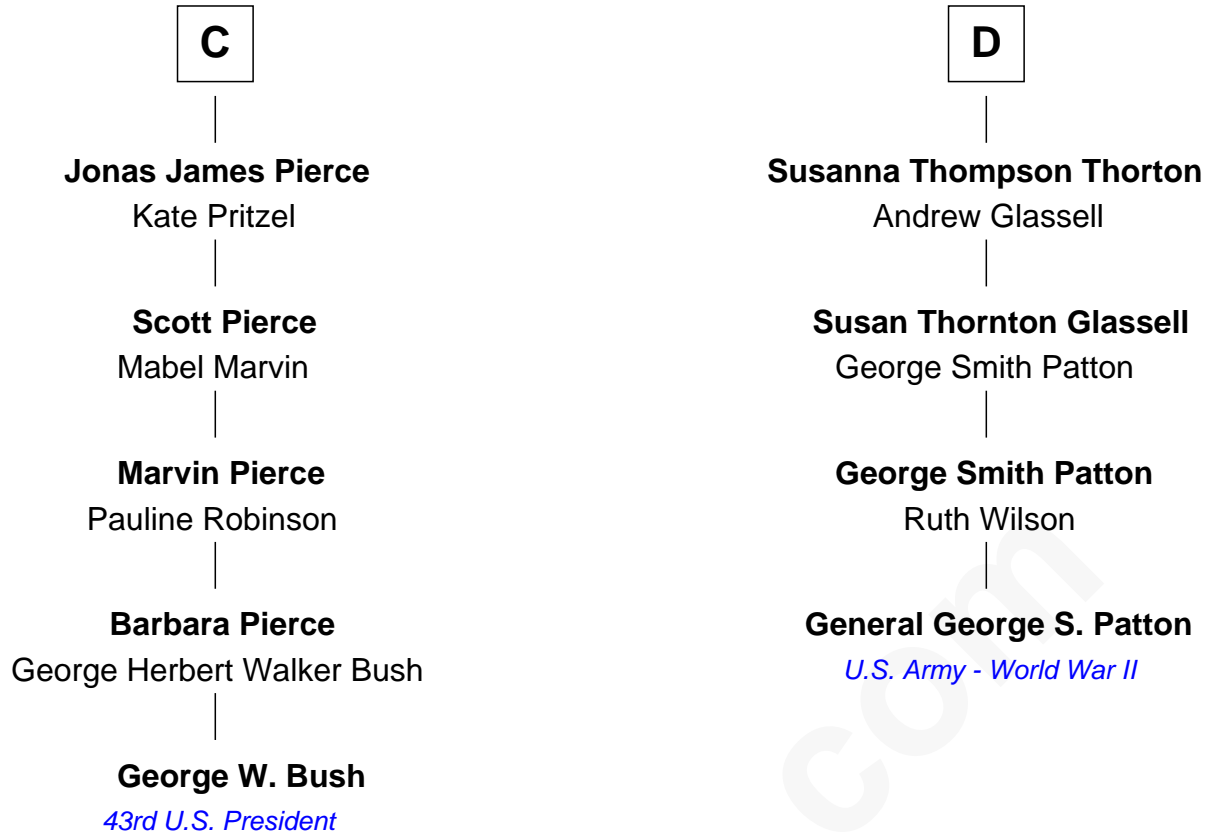 C
Jonas James Pierce
Kate Pritzel
Scott Pierce
Mabel Marvin
Marvin Pierce
Pauline Robinson
Barbara Pierce
George Herbert Walker Bush
George W. Bush
43rd U.S. President
D
Susanna Thompson Thorton
Andrew Glassell
Susan Thornton Glassell
George Smith Patton
George Smith Patton
Ruth Wilson
General George S. Patton
U.S. Army - World War II
com